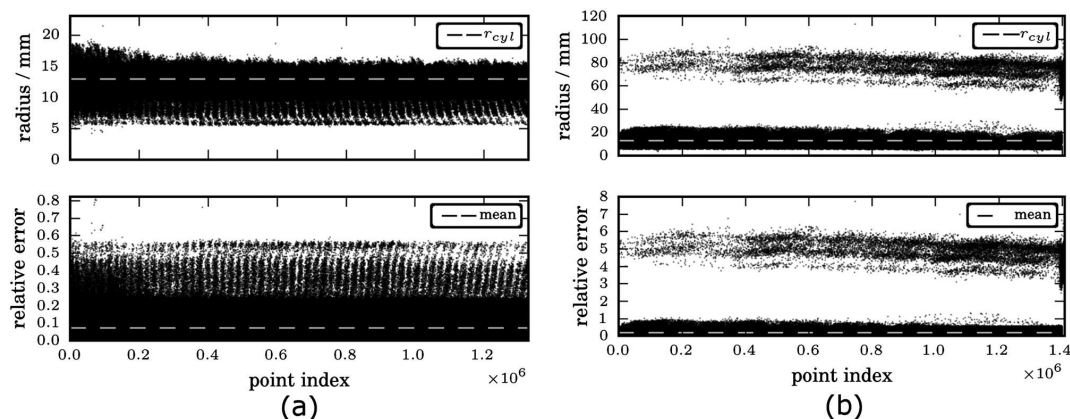 radius / mm
20
15
10
5
0
r_cyl
relative error
0.8
0.7
0.6
0.5
0.4
0.3
0.2
0.1
0.0
mean
0.0 0.2 0.4 0.6 0.8 1.0 1.2
×10^6
point index
(a)
radius / mm
120
100
80
60
40
20
0
r_cyl
relative error
8
7
6
5
4
3
2
1
0
mean
0.0 0.2 0.4 0.6 0.8 1.0 1.2 1.4
×10^6
point index
(b)